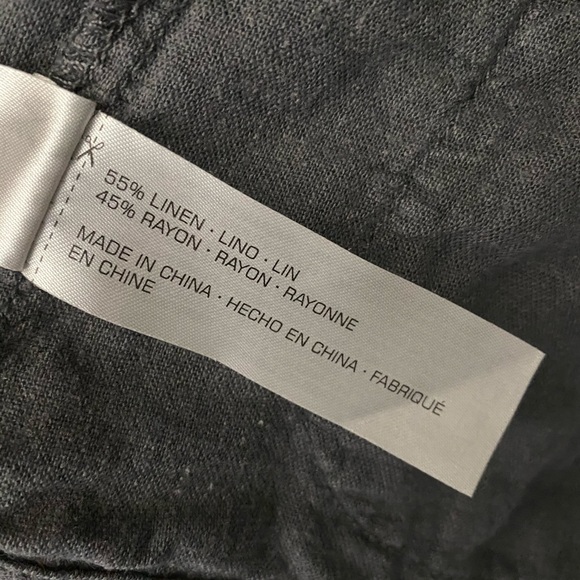 55% LINEN · LINO · LIN
45% RAYON · RAYON · RAYONNE
MADE IN CHINA · HECHO EN CHINA · FABRIQUÉ
EN CHINE